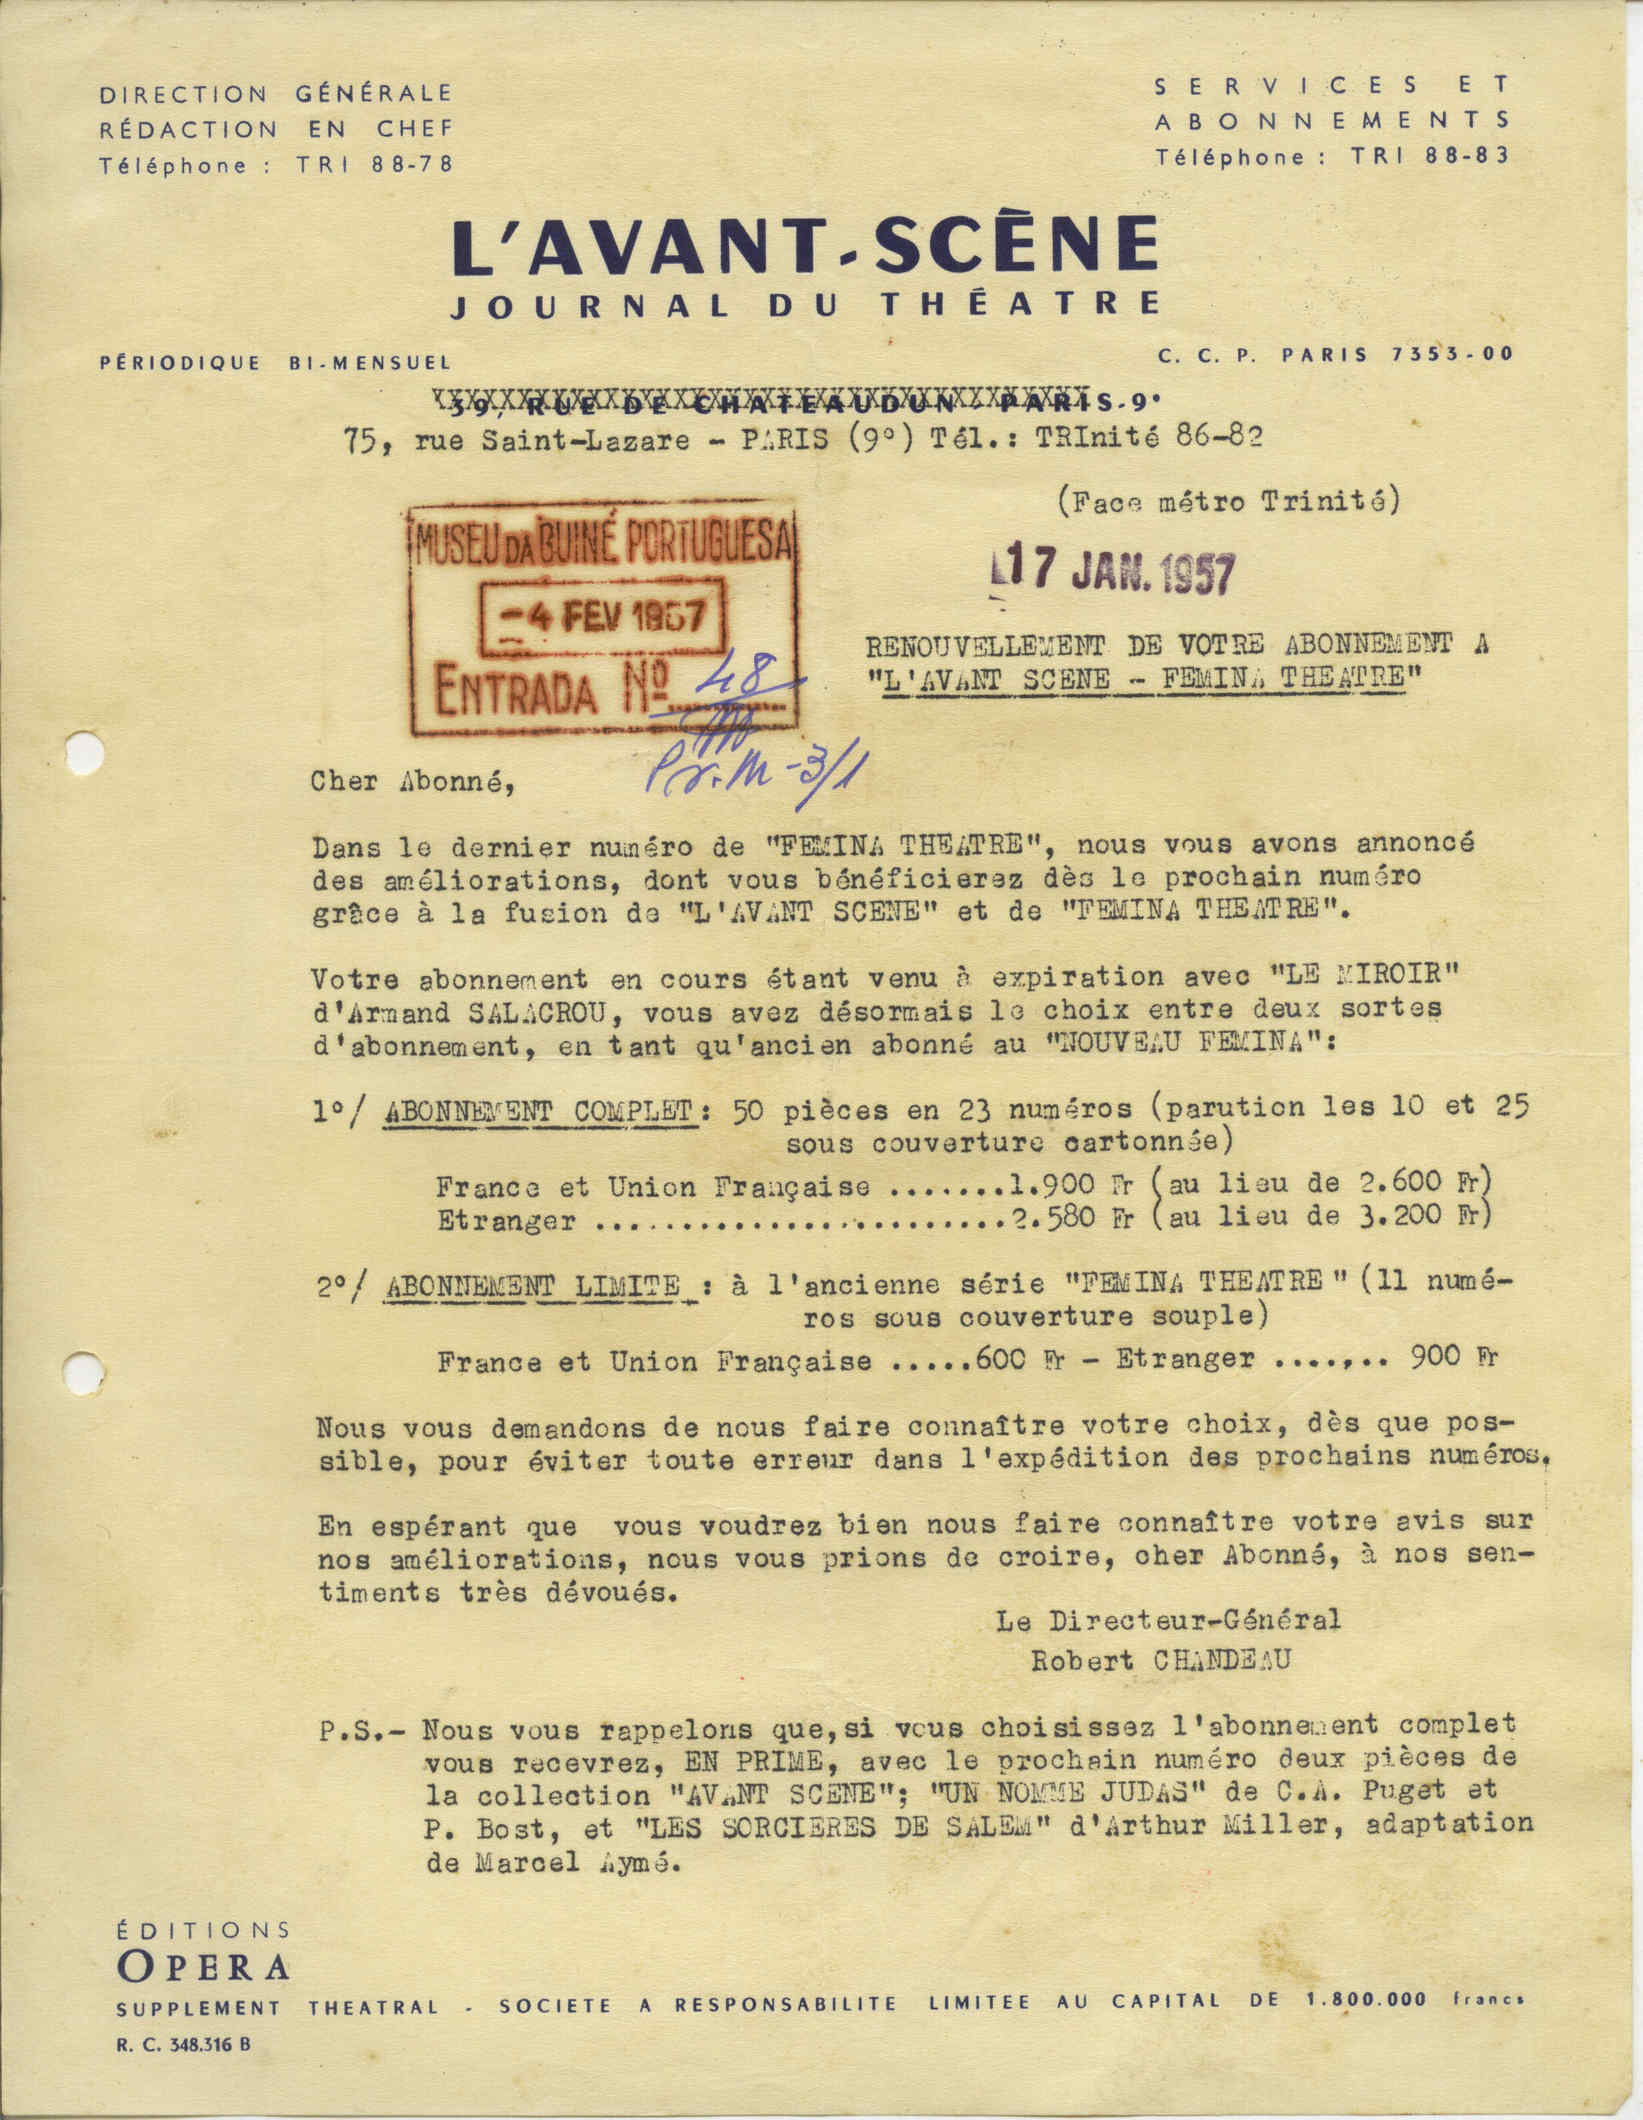 DIRECTION GÉNÉRALE
RÉDACTION EN CHEF
Téléphone : TRI 88-78
SERVICES ET
ABONNEMENTS
Téléphone : TRI 88-83
L'AVANT-SCÈNE
JOURNAL DU THÉATRE
PÉRIODIQUE BI-MENSUEL
C. C. P. PARIS 7353-00
39, RUE DE CHATEAUDUN - PARIS-9e
75, rue Saint-Lazare - PARIS (9°) Tél.: TRInité 86-82
(Face métro Trinité)
17 JAN. 1957
MUSEU DA GUINÉ PORTUGUESA
-4 FEV 1957
ENTRADA Nº 48
Pr. M-3/1
RENOUVELLEMENT DE VOTRE ABONNEMENT A
"L'AVANT SCENE - FEMINA THEATRE"
Cher Abonné,
Dans le dernier numéro de "FEMINA THEATRE", nous vous avons annoncé
des améliorations, dont vous bénéficierez dès le prochain numéro
grâce à la fusion de "L'AVANT SCENE" et de "FEMINA THEATRE".
Votre abonnement en cours étant venu à expiration avec "LE MIROIR"
d'Armand SALACROU, vous avez désormais le choix entre deux sortes
d'abonnement, en tant qu'ancien abonné au "NOUVEAU FEMINA":
1°/ ABONNEMENT COMPLET: 50 pièces en 23 numéros (parution les 10 et 25
sous couverture cartonnée)
France et Union Française .......1.900 Fr (au lieu de 2.600 Fr)
Etranger ........................2.580 Fr (au lieu de 3.200 Fr)
2°/ ABONNEMENT LIMITE : à l'ancienne série "FEMINA THEATRE" (11 numé-
ros sous couverture souple)
France et Union Française .....600 Fr - Etranger ....... 900 Fr
Nous vous demandons de nous faire connaître votre choix, dès que pos-
sible, pour éviter toute erreur dans l'expédition des prochains numéros.
En espérant que vous voudrez bien nous faire connaître votre avis sur
nos améliorations, nous vous prions de croire, cher Abonné, à nos sen-
timents très dévoués.
Le Directeur-Général
Robert CHANDEAU
P.S.- Nous vous rappelons que,si vous choisissez l'abonnement complet
vous recevrez, EN PRIME, avec le prochain numéro deux pièces de
la collection "AVANT SCENE"; "UN NOMME JUDAS" de C.A. Puget et
P. Bost, et "LES SORCIERES DE SALEM" d'Arthur Miller, adaptation
de Marcel Aymé.
ÉDITIONS
OPERA
SUPPLEMENT THEATRAL - SOCIETE A RESPONSABILITE LIMITEE AU CAPITAL DE 1.800.000 francs
R. C. 348.316 B